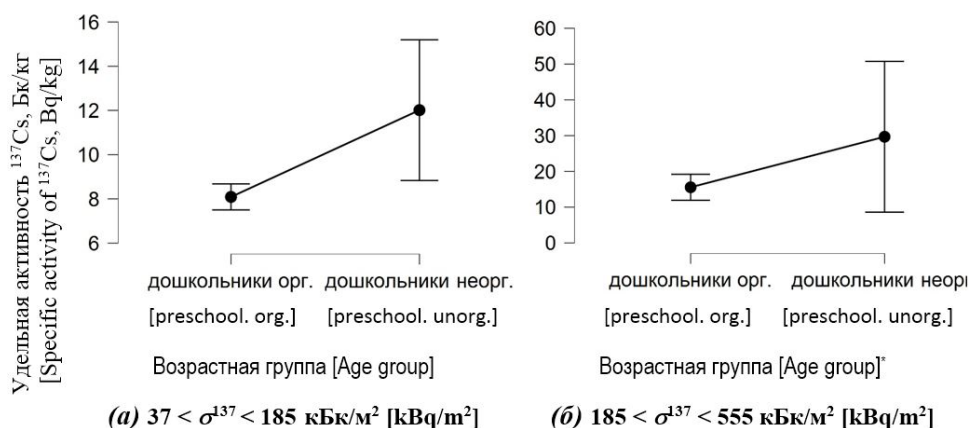 Удельная активность ¹³⁷Cs, Бк/кг
[Specific activity of ¹³⁷Cs, Bq/kg]
16
14
12
10
8
6
дошкольники орг.
дошкольники неорг.
[preschool. org.]
[preschool. unorg.]
Возрастная группа [Age group]
(а) 37 < σ¹³⁷ < 185 кБк/м² [kBq/m²]
60
50
40
30
20
10
0
дошкольники орг.
дошкольники неорг
[preschool. org.]
[preschool. unorg.]
Возрастная группа [Age group]*
(б) 185 < σ¹³⁷ < 555 кБк/м² [kBq/m²]